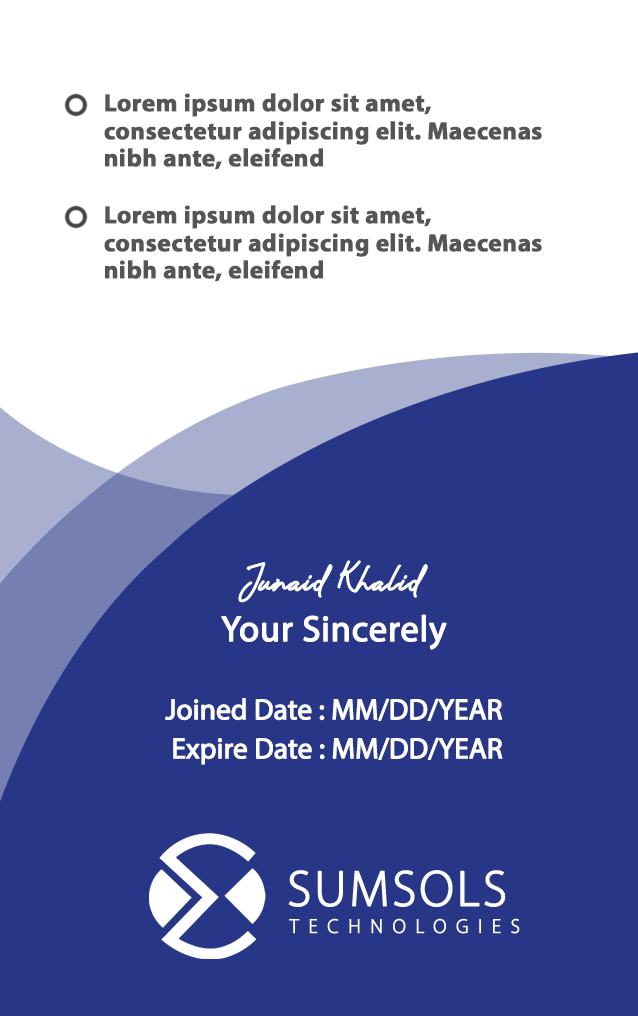 Lorem ipsum dolor sit amet,
consectetur adipiscing elit. Maecenas
nibh ante, eleifend
Lorem ipsum dolor sit amet,
consectetur adipiscing elit. Maecenas
nibh ante, eleifend
Junaid Khalid
Your Sincerely
Joined Date : MM/DD/YEAR
Expire Date : MM/DD/YEAR
SUMSOLS
TECHNOLOGIES